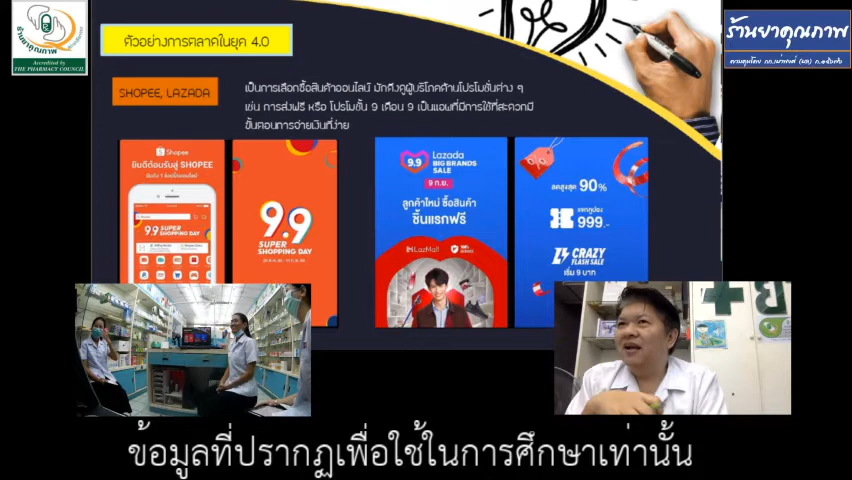 ร้านยาคุณภาพ
Accredited by
THE PHARMACY COUNCIL
ตัวอย่างการตลาดในยุค 4.0
ร้านยาคุณภาพ
SHOPEE, LAZADA
เป็นการเลือกซื้อสินค้าออนไลน์ มักดึงดูผู้บริโภคด้านโปรโมชั่นต่าง ๆ
เช่น การส่งฟรี หรือ โปรโมชั่น 9 เดือน 9 เป็นแอพที่มีการใช้ที่สะดวกมี
ขั้นตอนการจ่ายเงินที่ง่าย
Shopee
ยินดีต้อนรับสู่ SHOPEE
9.9 SUPER
SHOPPING DAY
9.9
SUPER
SHOPPING DAY
9.9
Lazada
BIG BRANDS
SALE
9 ก.ย.
ลูกค้าใหม่ ซื้อสินค้า
ชิ้นแรกฟรี
LazMall
ลดสูงสุด 90%
แจกคูปอง
999.-
CRAZY
FLASH SALE
เริ่ม 9 บาท
ข้อมูลที่ปรากฏเพื่อใช้ในการศึกษาเท่านั้น